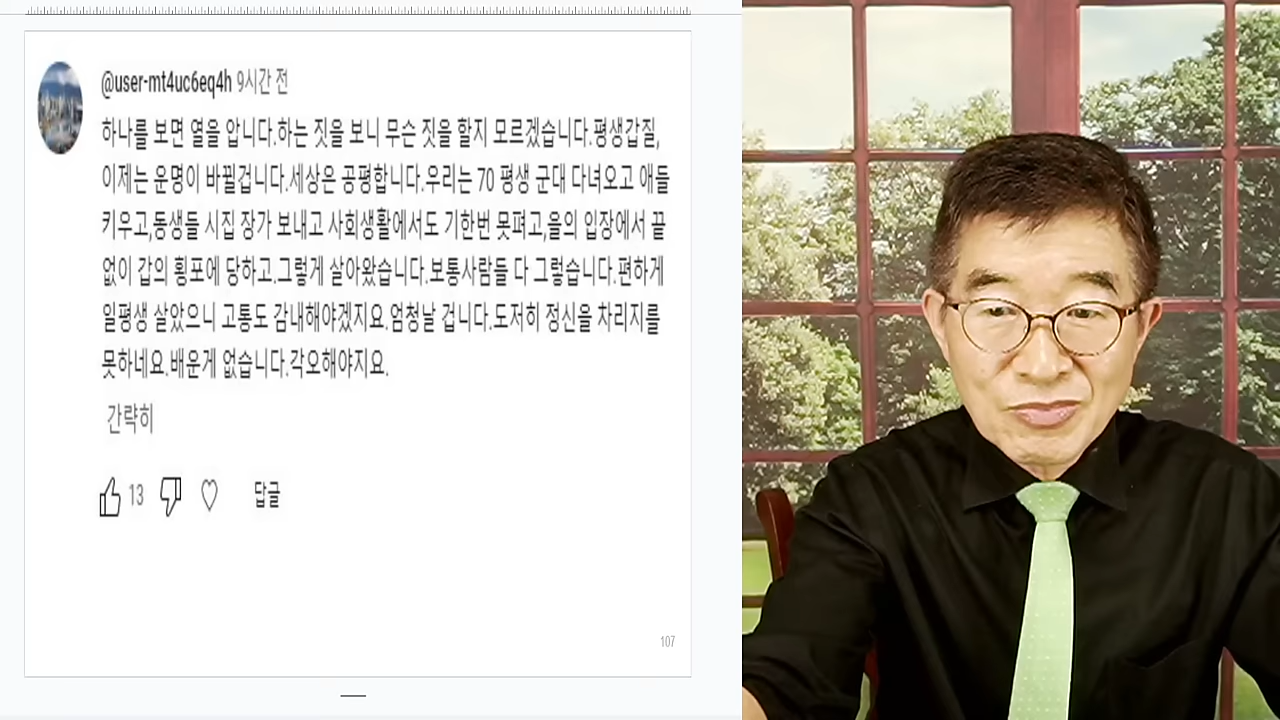 @user-mt4uc6eq4h 9시간 전
하나를 보면 열을 압니다.하는 짓을 보니 무슨 짓을 할지 모르겠습니다.평생갑질,
이제는 운명이 바뀔겁니다.세상은 공평합니다.우리는 70 평생 군대 다녀오고 애들
키우고,동생들 시집 장가 보내고 사회생활에서도 기한번 못펴고,을의 입장에서 끝
없이 갑의 횡포에 당하고.그렇게 살아왔습니다.보통사람들 다 그렇습니다.편하게
일평생 살았으니 고통도 감내해야겠지요.엄청날 겁니다.도저히 정신을 차리지를
못하네요.배운게 없습니다.각오해야지요.
간략히
13 답글
107